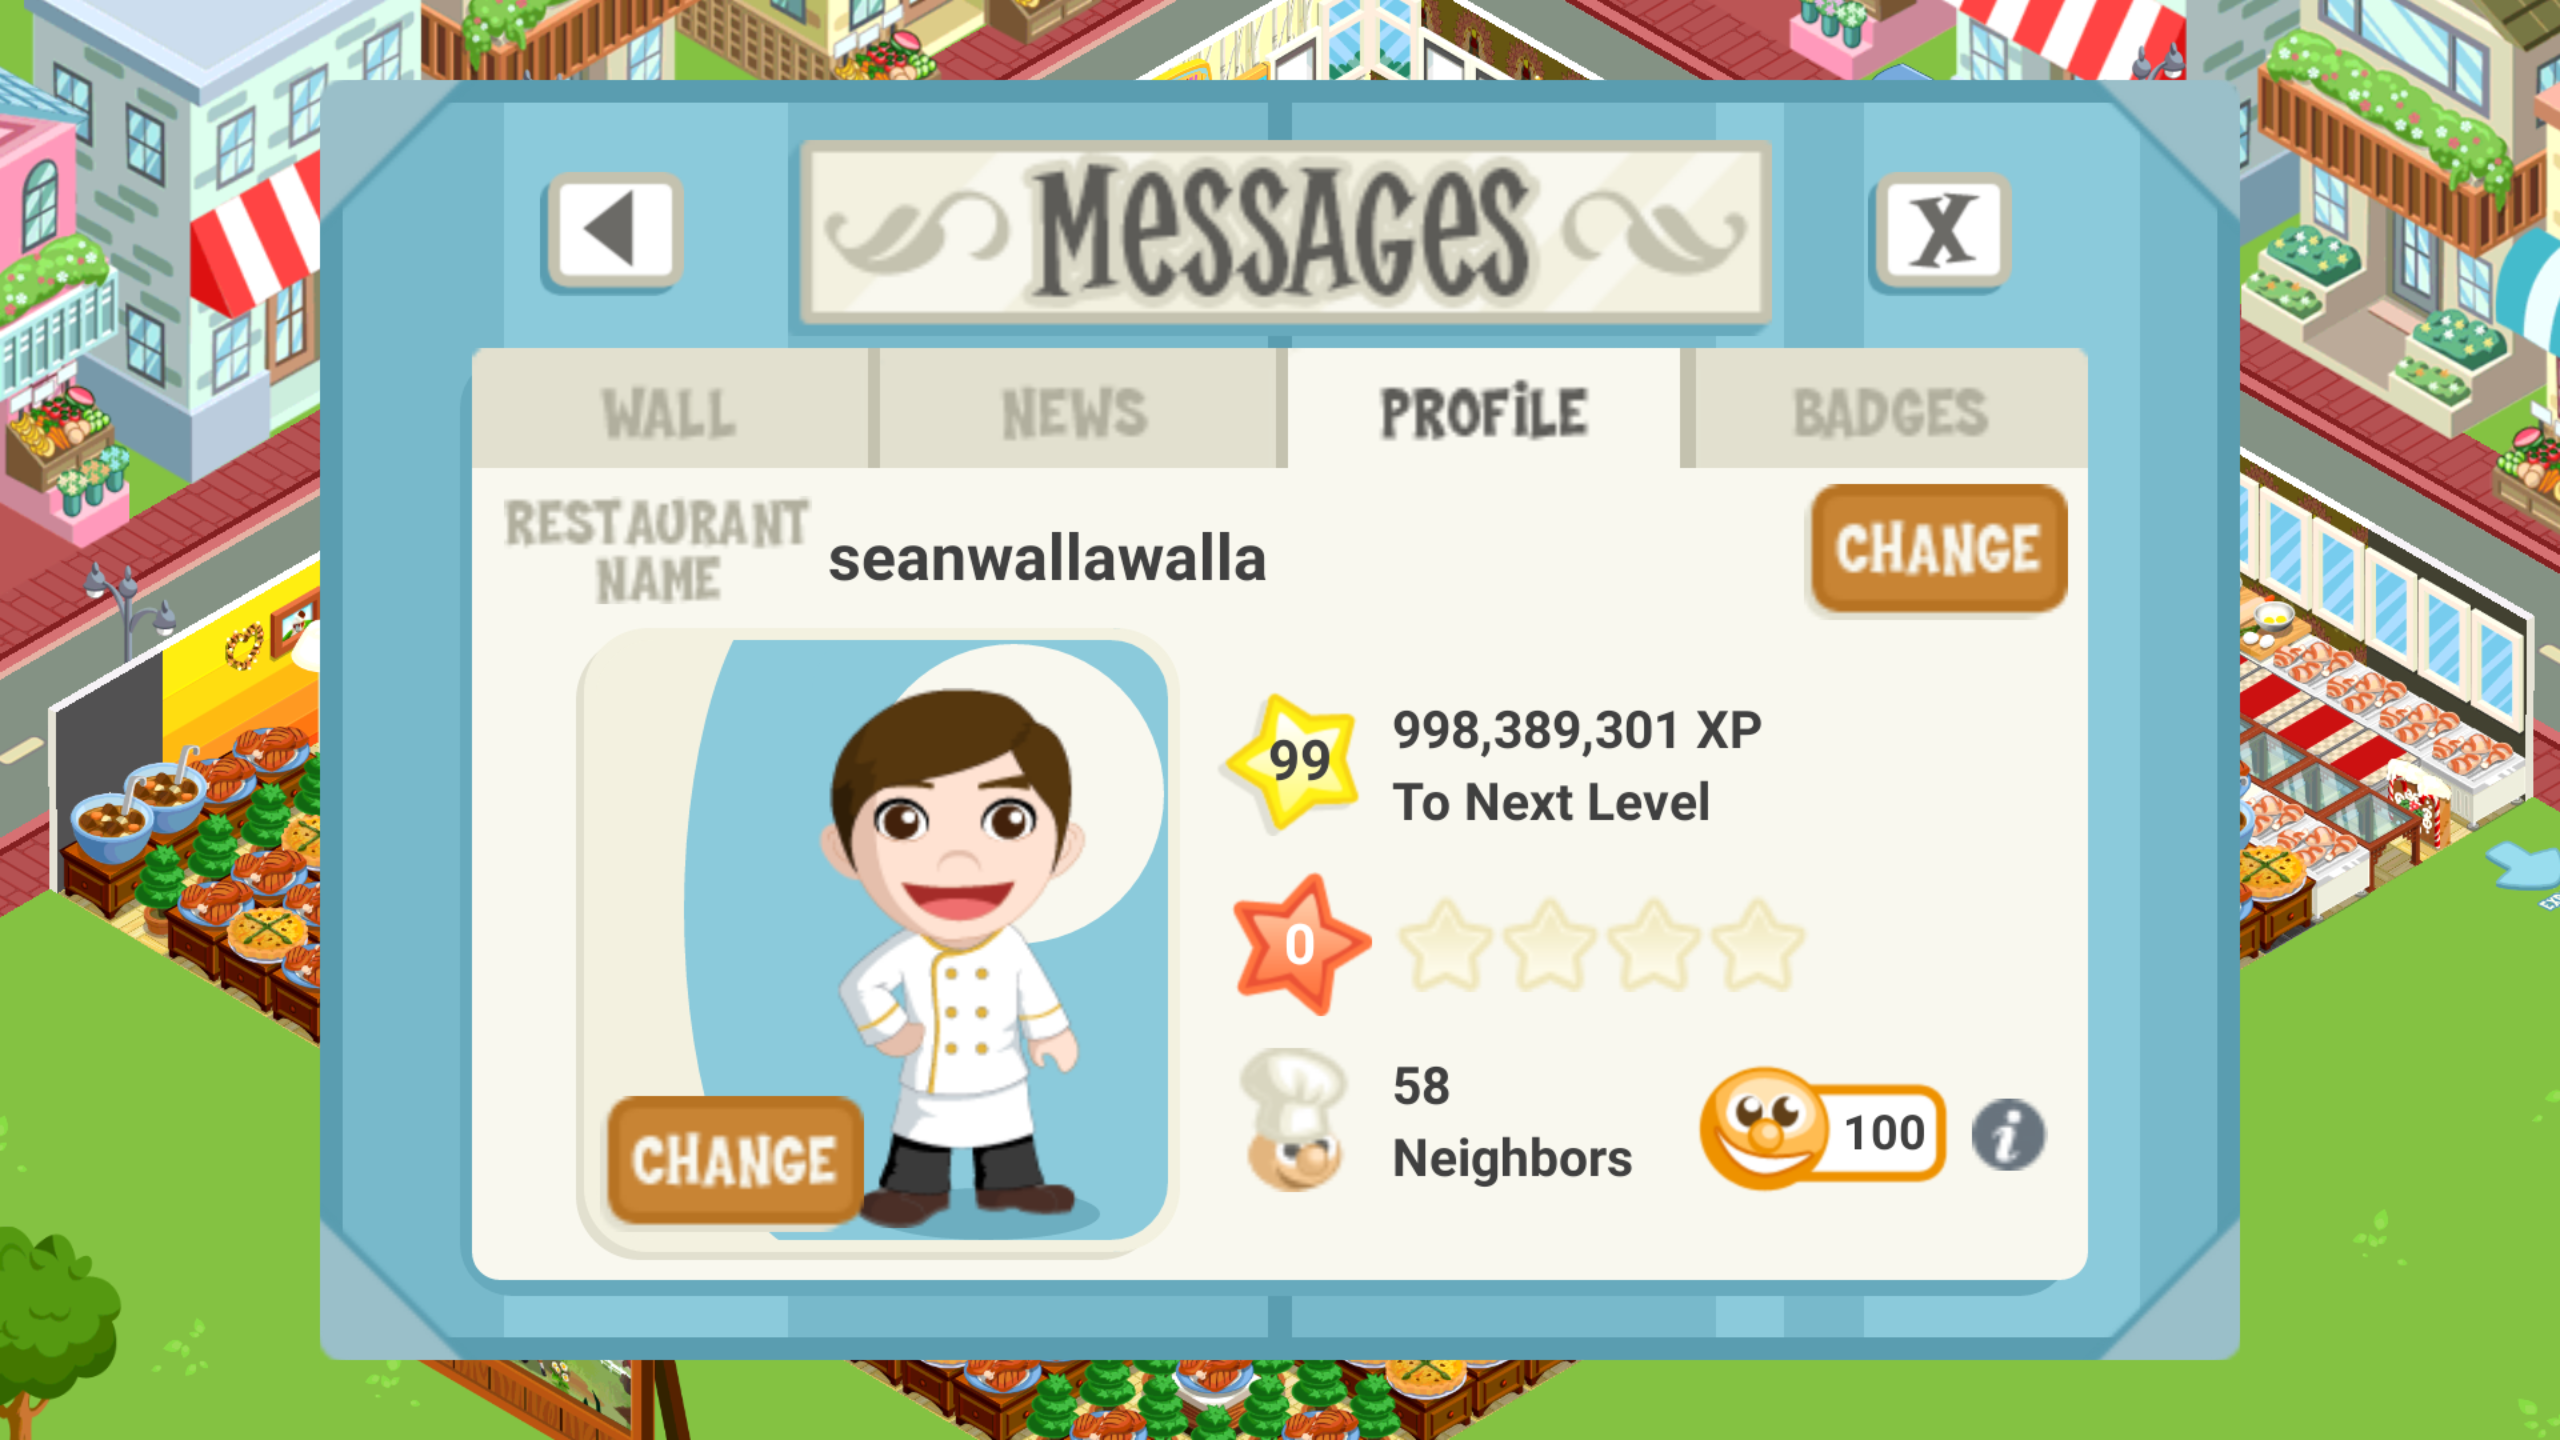 MESSAGES
X
WALL
NEWS
PROFILE
BADGES
RESTAURANT
NAME
seanwallawalla
CHANGE
99
998,389,301 XP
To Next Level
0
58
Neighbors
100
i
CHANGE